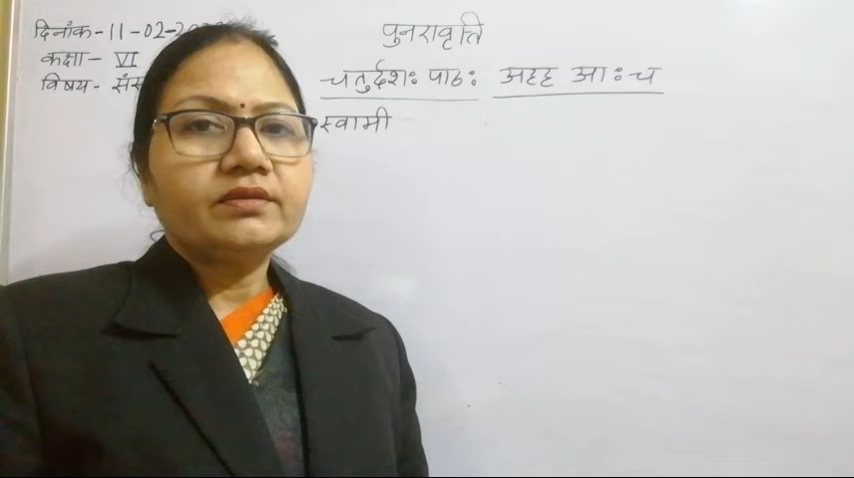 दिनांक-11-02-
पुनरावृत्ति
कक्षा- VI
विषय-
चतुर्दशः पाठः अहह आः च
स्वामी